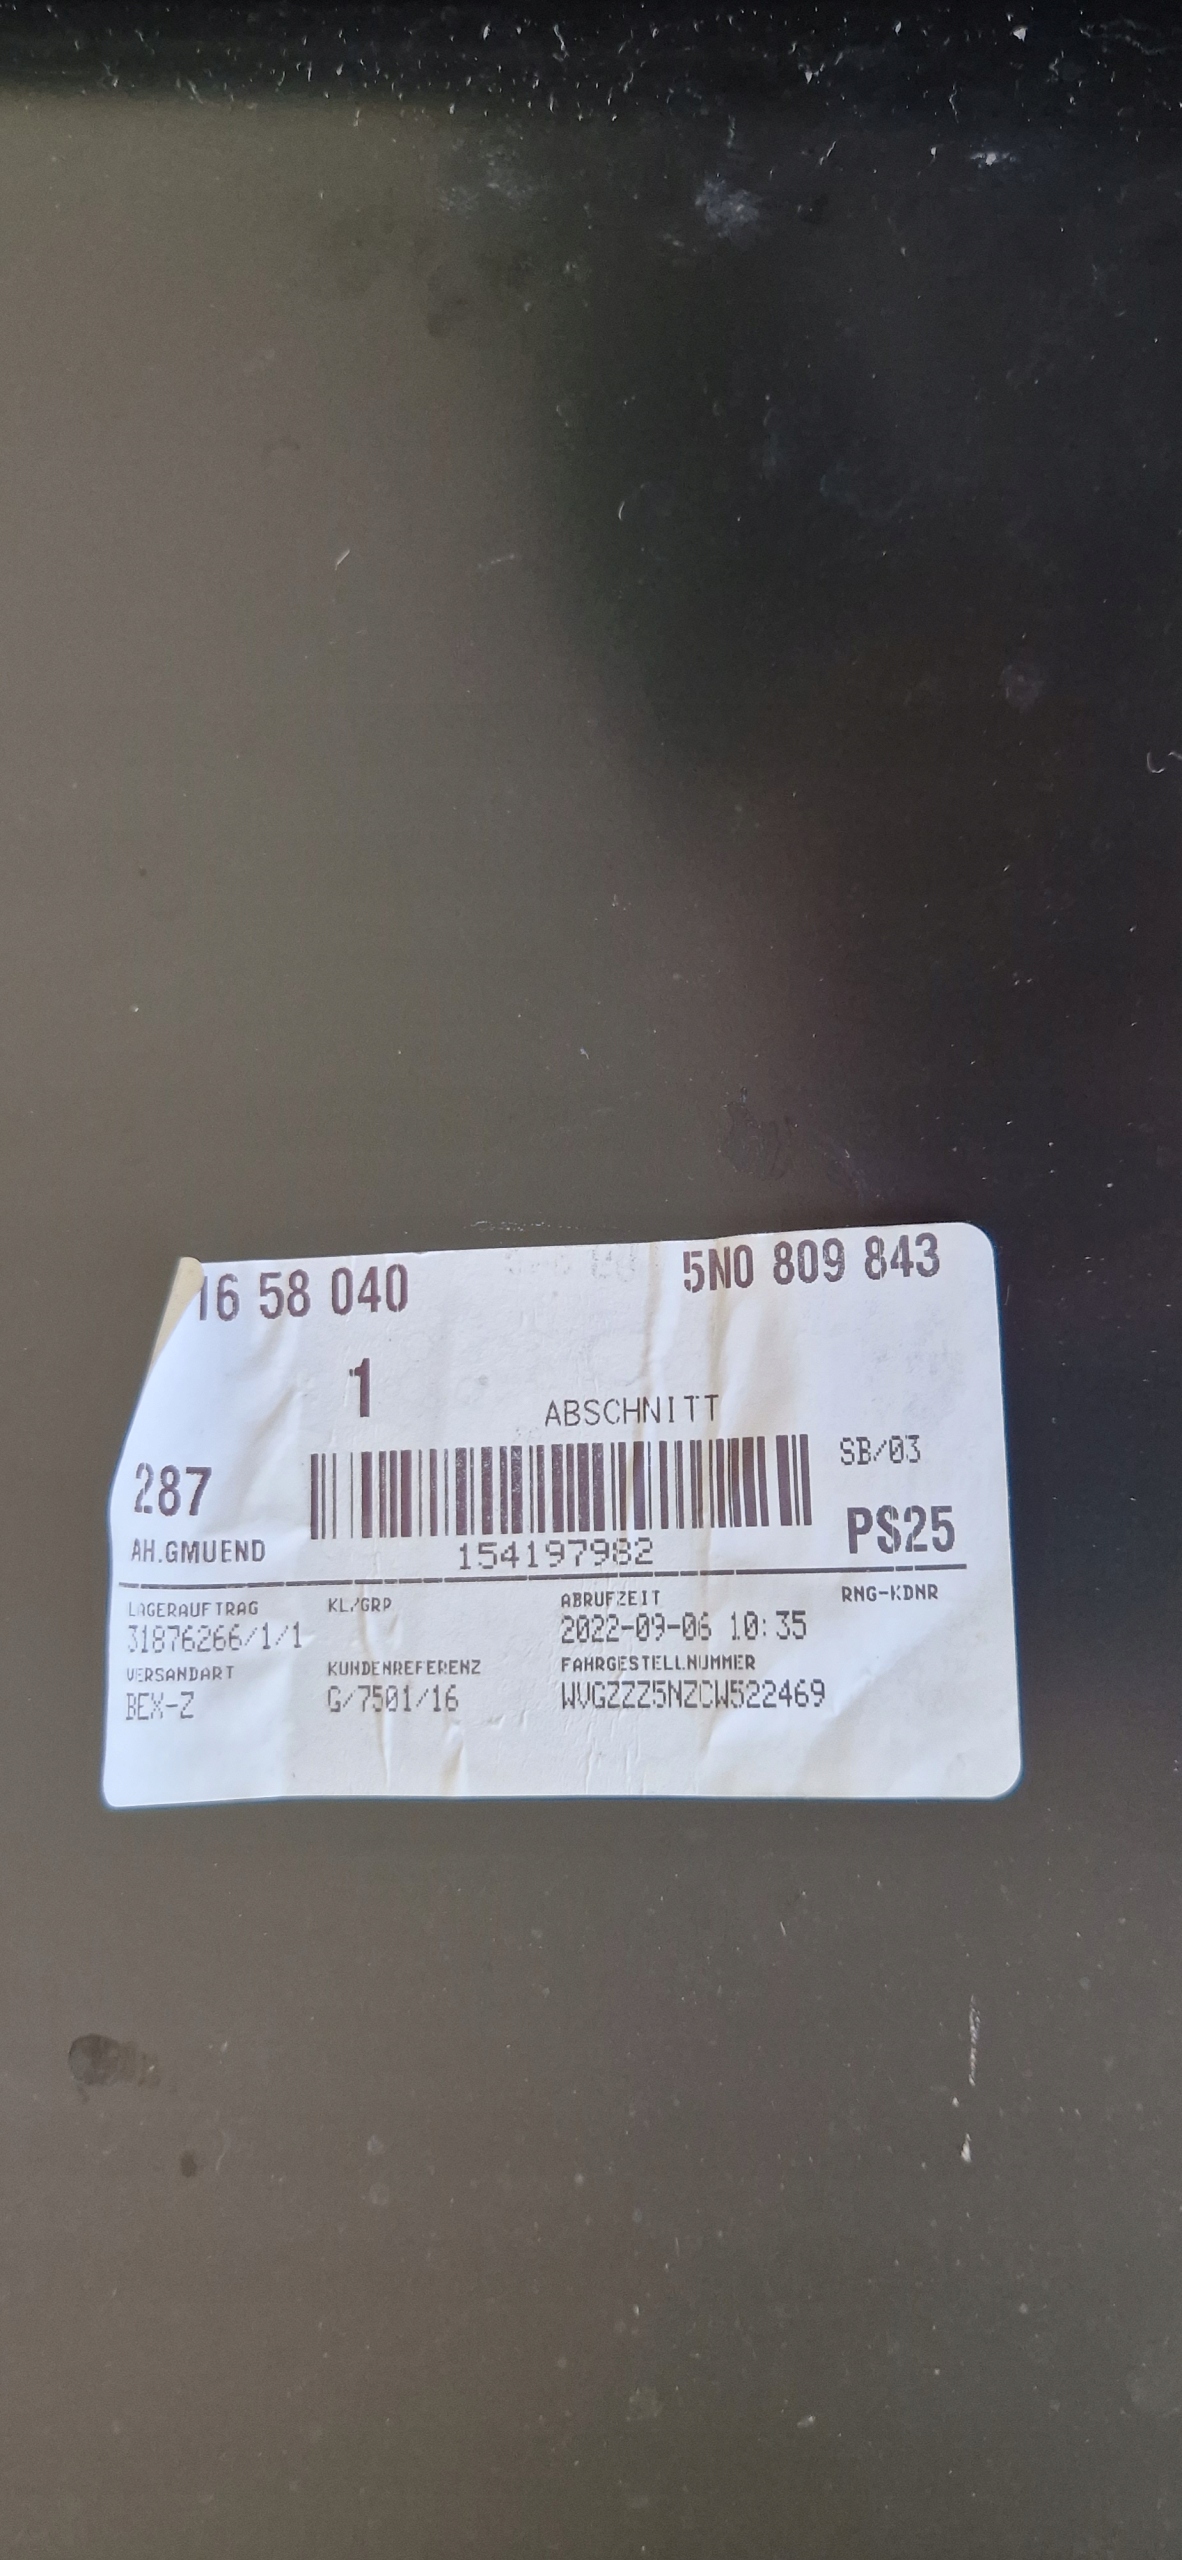 16 58 040 5N0 809 843
1
ABSCHNITT
287 SB/03
AH.GMUEND 154197982 PS25
LAGERAUFTRAG KL/GRP ABRUFZEIT RNG-KDNR
31876266/1/1 2022-09-06 10:35
VERSANDART KUNDENREFERENZ FAHRGESTELLNUMMER
BEX-Z G/7501/16 WVGZZZ5NZCW522469